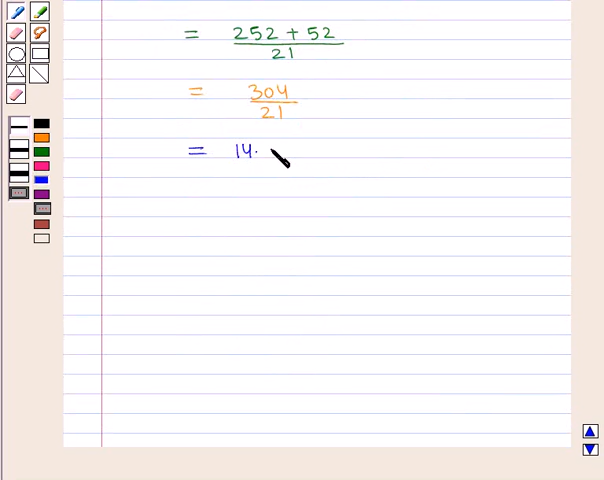 = 252 + 52 / 21
= 304 / 21
= 14.